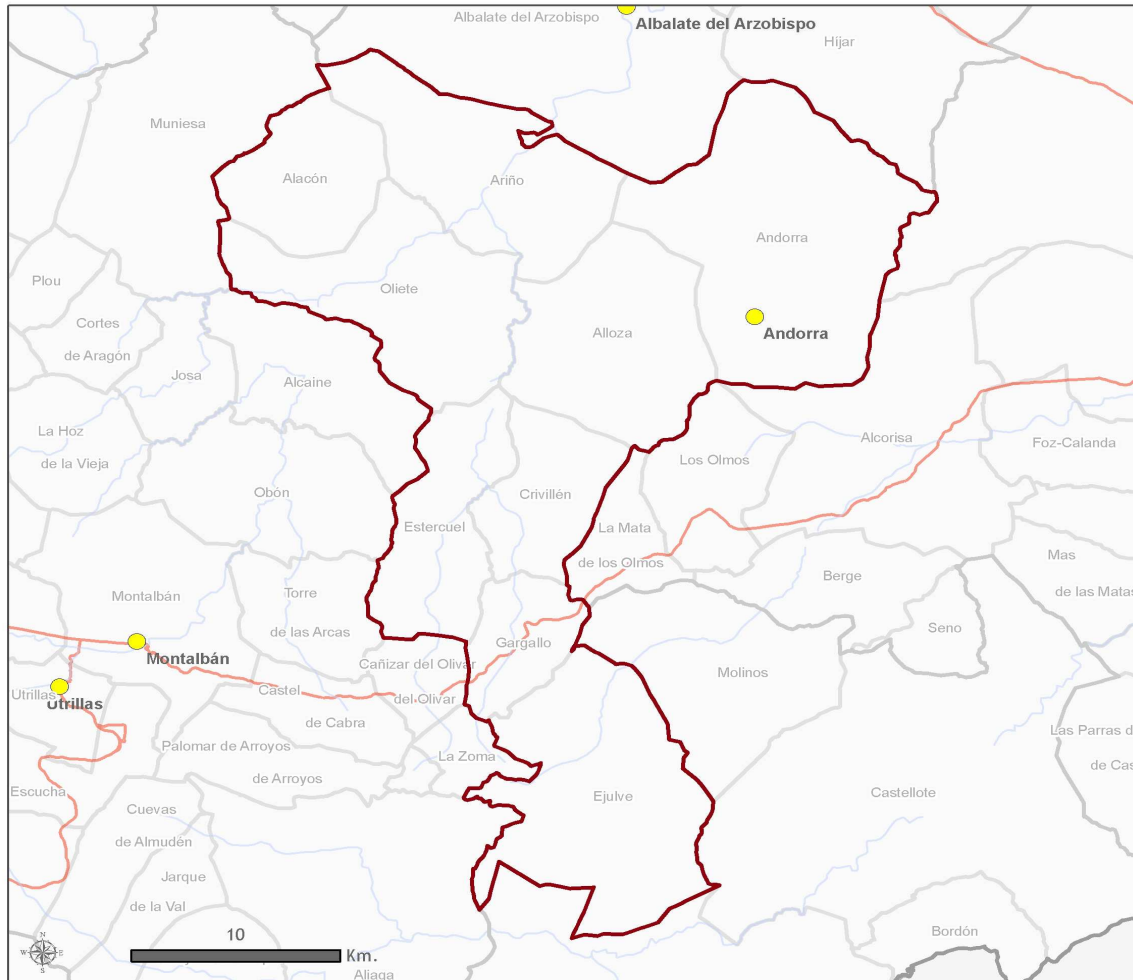 Albalate del Arzobispo
Albalate del Arzobispo
Híjar
Muniesa
Alacón
Ariño
Andorra
Plou
Oliete
Cortes
de Aragón
Alloza
Andorra
Josa
Alcaine
La Hoz
de la Vieja
Alcorisa
Foz-Calanda
Los Olmos
Obón
Crivillén
Estercuel
La Mata
de los Olmos
Mas
de las Matas
Berge
Montalbán
Torre
de las Arcas
Seno
Gargallo
Montalbán
Cañizar del Olivar
del Olivar
Molinos
Utrillas
Utrillas
Castel
de Cabra
Las Parras d
de Cas
Palomar de Arroyos
de Arroyos
La Zoma
Escucha
Ejulve
Castellote
Cuevas
de Almudén
Jarque
de la Val
Bordón
10
Km.
W
E
S
Aliaga